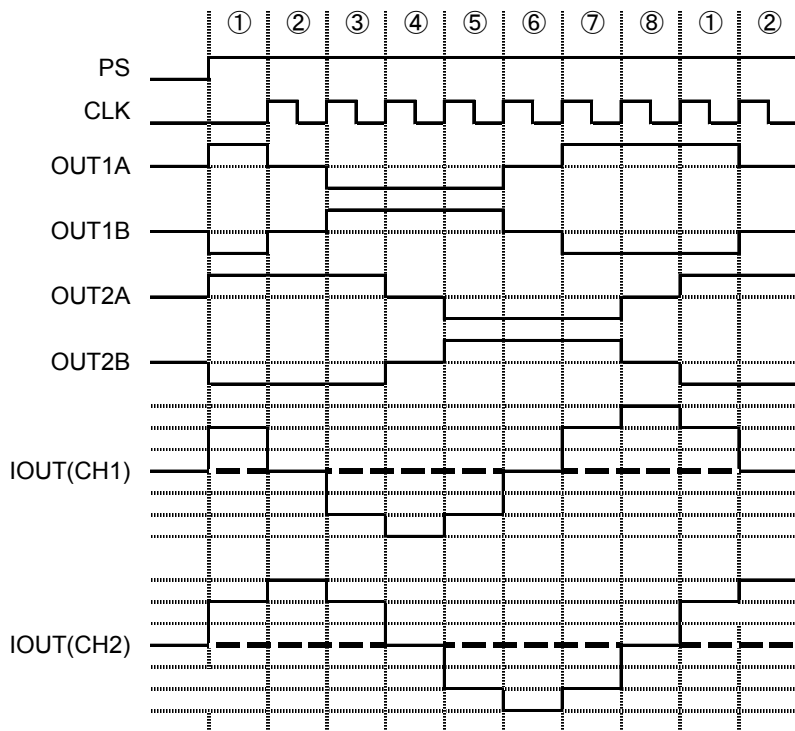 ① ② ③ ④ ⑤ ⑥ ⑦ ⑧ ① ②
PS
CLK
OUT1A
OUT1B
OUT2A
OUT2B
IOUT(CH1)
IOUT(CH2)